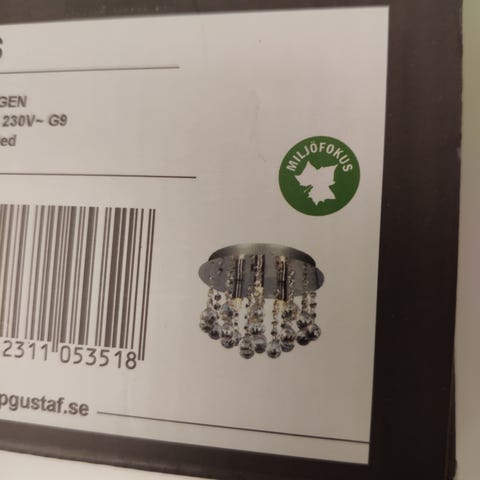 S
GEN
230V~ G9
ed
MILJÖFOKUS
2311 053518
pgustaf.se